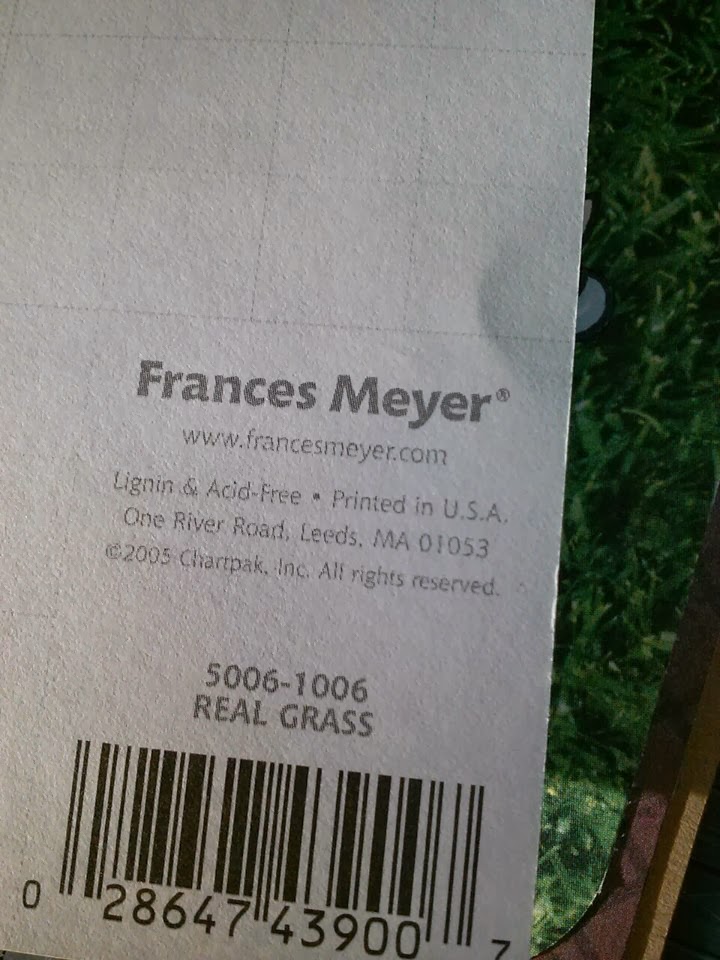 Frances Meyer®
www.francesmeyer.com
Lignin & Acid-Free • Printed in U.S.A.
One River Road, Leeds, MA 01053
©2005 Chartpak, Inc. All rights reserved.
5006-1006
REAL GRASS
0 28647 43900 7